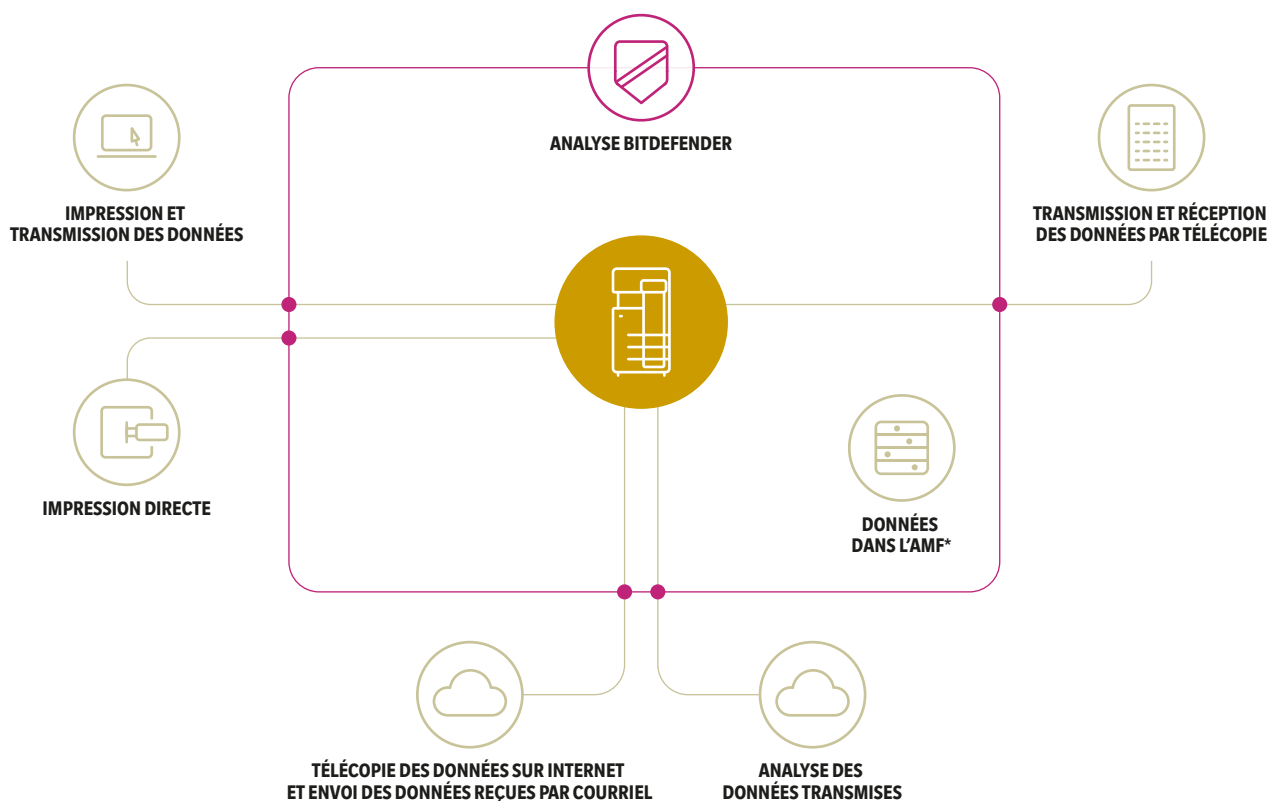 ANALYSE BITDEFENDER
IMPRESSION ET
TRANSMISSION DES DONNÉES
TRANSMISSION ET RÉCEPTION
DES DONNÉES PAR TÉLÉCOPIE
IMPRESSION DIRECTE
DONNÉES
DANS L'AMF*
TÉLÉCOPIE DES DONNÉES SUR INTERNET
ET ENVOI DES DONNÉES REÇUES PAR COURRIEL
ANALYSE DES
DONNÉES TRANSMISES